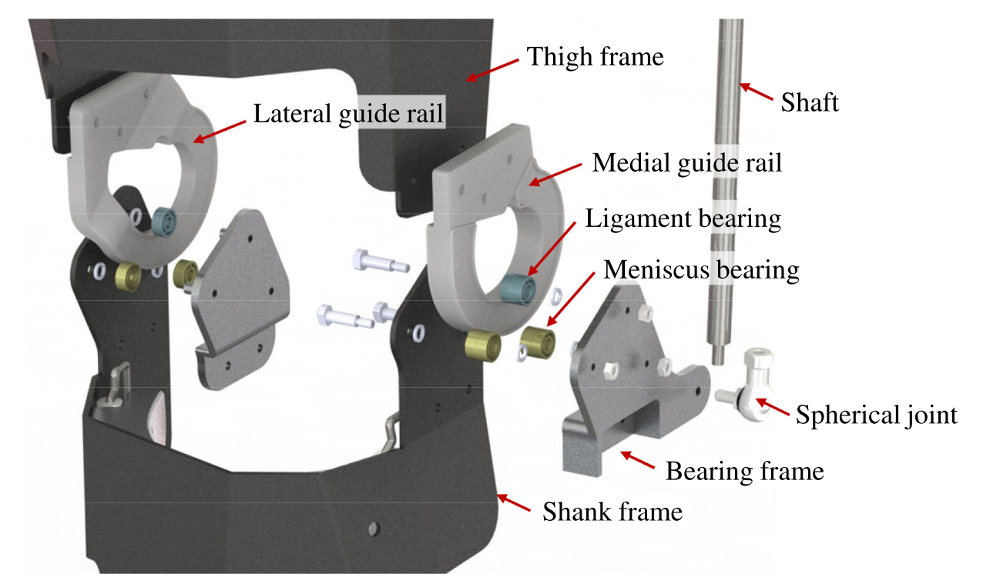 Thigh frame
Shaft
Lateral guide rail
Medial guide rail
Ligament bearing
Meniscus bearing
Spherical joint
Bearing frame
Shank frame